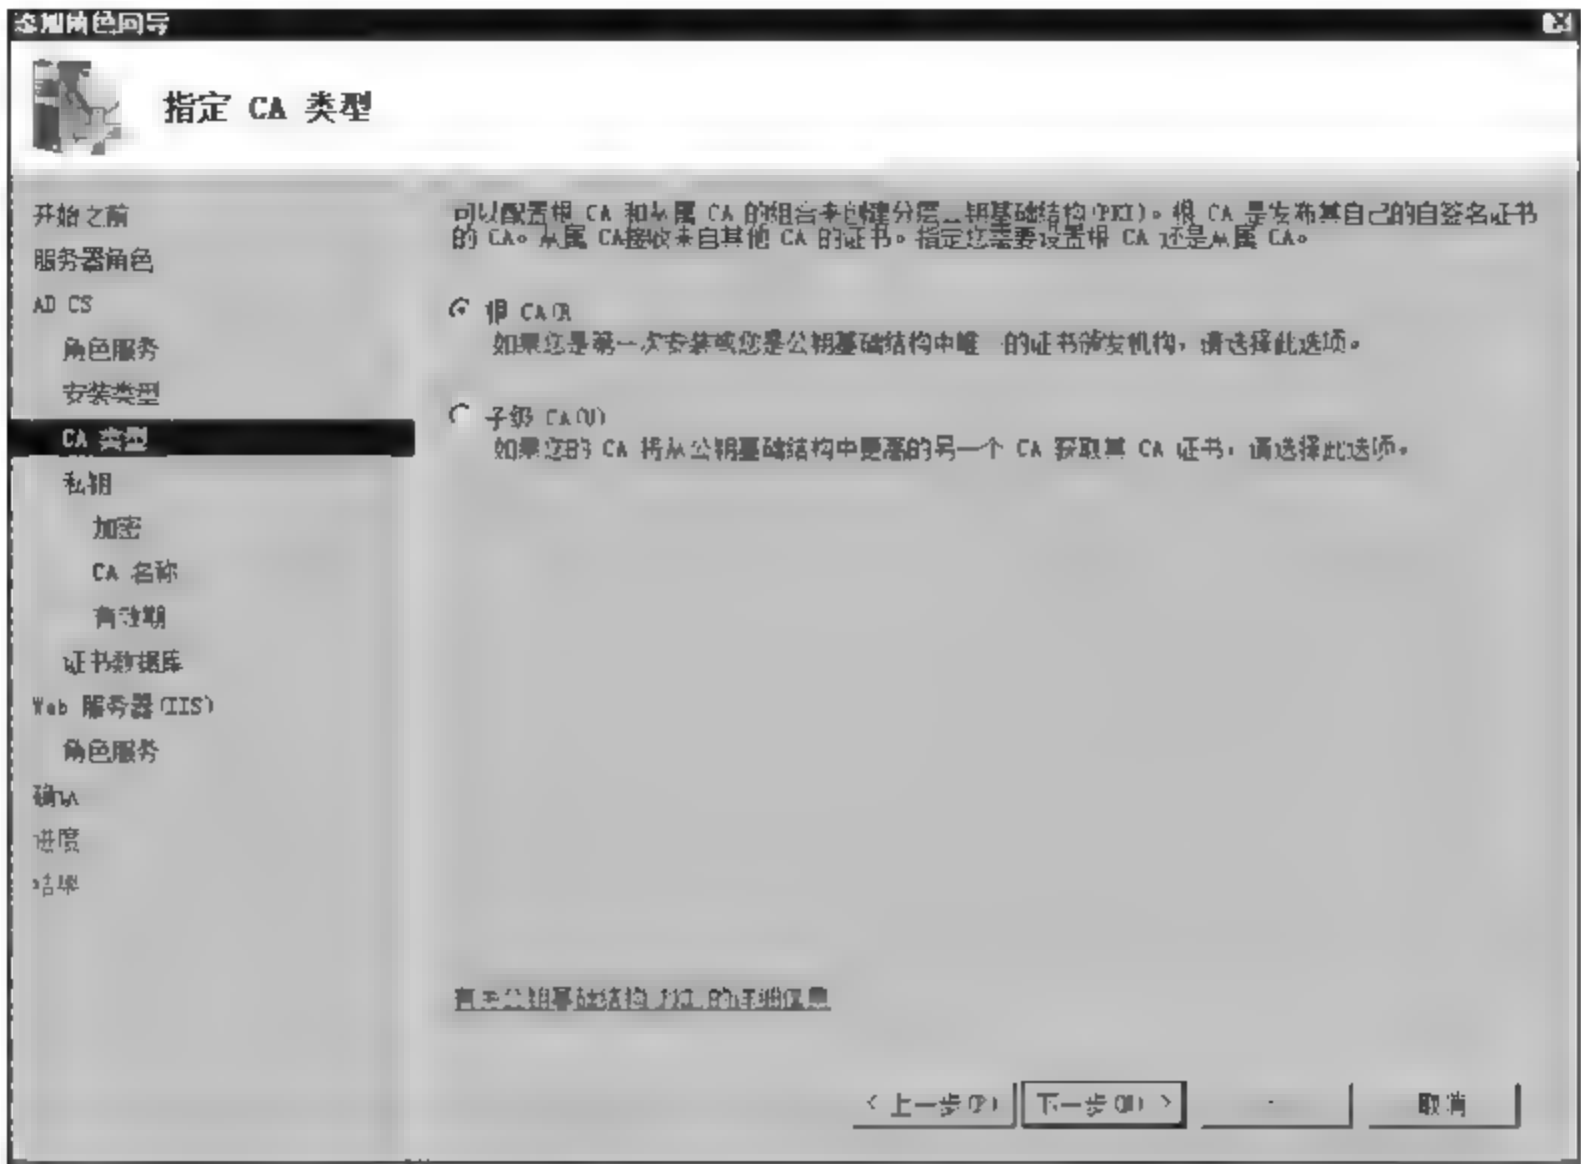 添加角色向导
指定 CA 类型
开始之前
服务器角色
AD CS
角色服务
安装类型
CA 类型
私钥
加密
CA 名称
有效期
证书数据库
Web 服务器(IIS)
角色服务
确认
进度
结果
可以配置根 CA 和从属 CA 的组合来创建分层公钥基础结构(PKI)。根 CA 是发布其自己的自签名证书
的 CA。从属 CA接收来自其他 CA 的证书。指定您需要设置根 CA 还是从属 CA。
根 CA(R)
如果您是第一次安装或您是公钥基础结构中唯一的证书颁发机构，请选择此选项。
子级 CA(U)
如果您的 CA 将从公钥基础结构中更高的另一个 CA 获取其 CA 证书，请选择此选项。
有关公钥基础结构(PKI)的详细信息
< 上一步(P)
下一步(N) >
取消